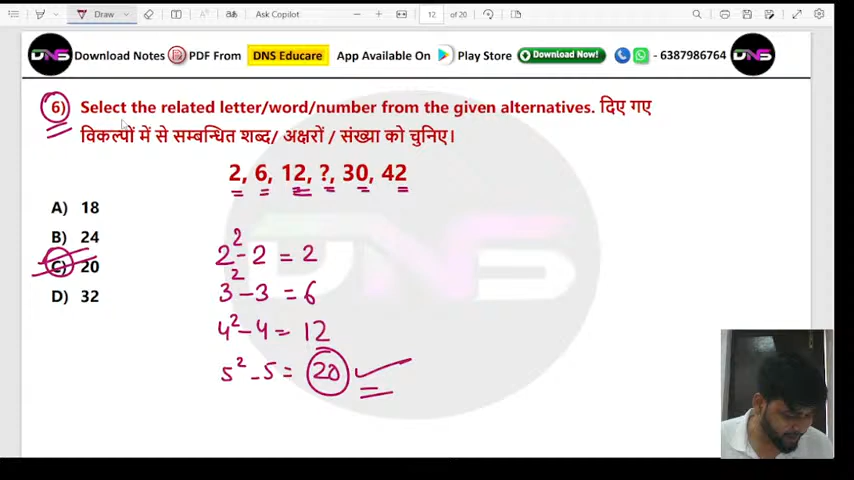 Draw
Ask Copilot
12 of 20
DNS Download Notes PDF From DNS Educare App Available On Play Store Download Now! - 6387986764 DNS
6) Select the related letter/word/number from the given alternatives. दिए गए
विकल्पों में से सम्बन्धित शब्द/ अक्षरों / संख्या को चुनिए।
2, 6, 12, ?, 30, 42
A) 18
B) 24
C) 20
D) 32
2² - 2 = 2
3² - 3 = 6
4² - 4 = 12
5² - 5 = 20
DNS